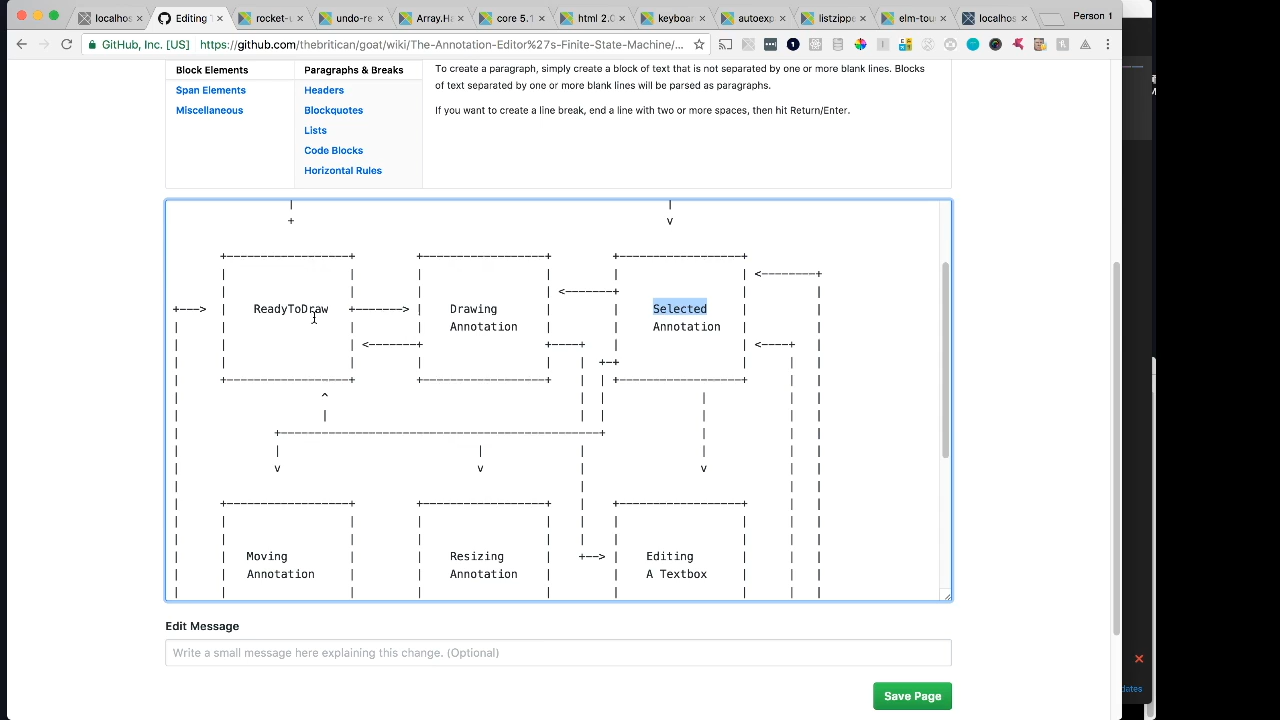 localhos
Editing
rocket-u
undo-re
Array.H
core 5.1
html 2.0
keyboar
autoexp
listzippe
elm-tour
localhos
Person 1
GitHub, Inc. [US]
https://github.com/thebritican/goat/wiki/The-Annotation-Editor%27s-Finite-State-Machine/...
Block Elements
Span Elements
Miscellaneous
Paragraphs & Breaks
Headers
Blockquotes
Lists
Code Blocks
Horizontal Rules
To create a paragraph, simply create a block of text that is not separated by one or more blank lines. Blocks
of text separated by one or more blank lines will be parsed as paragraphs.
If you want to create a line break, end a line with two or more spaces, then hit Return/Enter.
ReadyToDraw
Drawing
Annotation
Selected
Annotation
Moving
Annotation
Resizing
Annotation
Editing
A Textbox
Edit Message
Write a small message here explaining this change. (Optional)
Save Page
dates